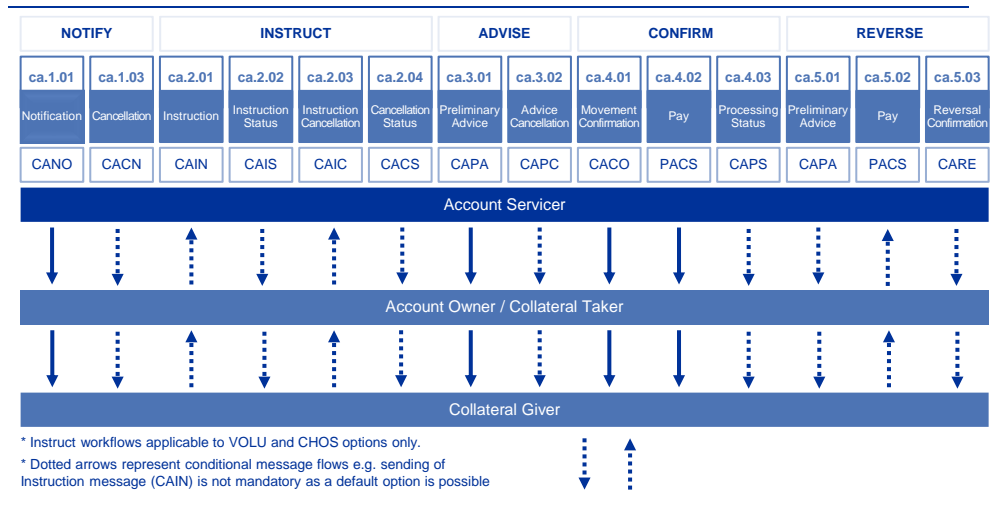 NOTIFY INSTRUCT ADVISE CONFIRM REVERSE
ca.1.01 ca.1.03 ca.2.01 ca.2.02 ca.2.03 ca.2.04 ca.3.01 ca.3.02 ca.4.01 ca.4.02 ca.4.03 ca.5.01 ca.5.02 ca.5.03
Notification Cancellation Instruction Instruction Status Instruction Cancellation Cancellation Status Preliminary Advice Advice Cancellation Movement Confirmation Pay Processing Status Preliminary Advice Pay Reversal Confirmation
CANO CACN CAIN CAIS CAIC CACS CAPA CAPC CACO PACS CAPS CAPA PACS CARE
Account Servicer
Account Owner / Collateral Taker
Collateral Giver
* Instruct workflows applicable to VOLU and CHOS options only.
* Dotted arrows represent conditional message flows e.g. sending of
Instruction message (CAIN) is not mandatory as a default option is possible